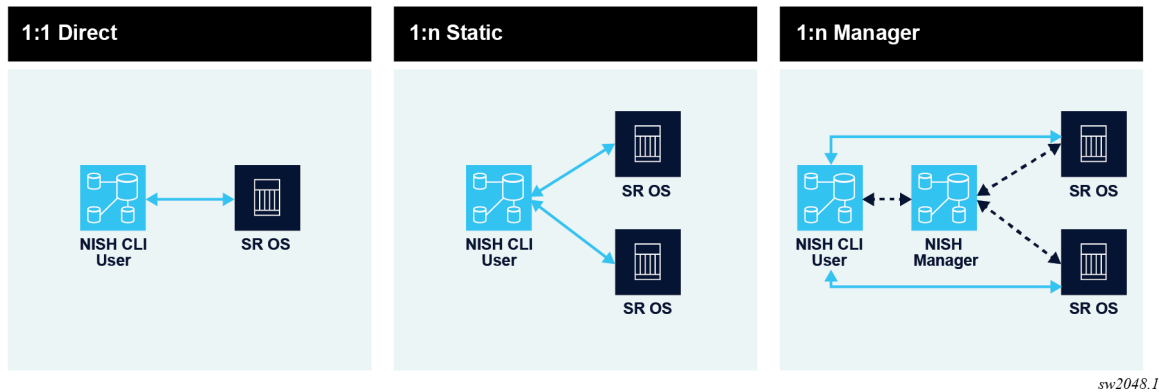 1:1 Direct
1:n Static
1:n Manager
NISH CLI
User
SR OS
NISH CLI
User
SR OS
SR OS
NISH CLI
User
NISH
Manager
SR OS
SR OS
sw2048.1